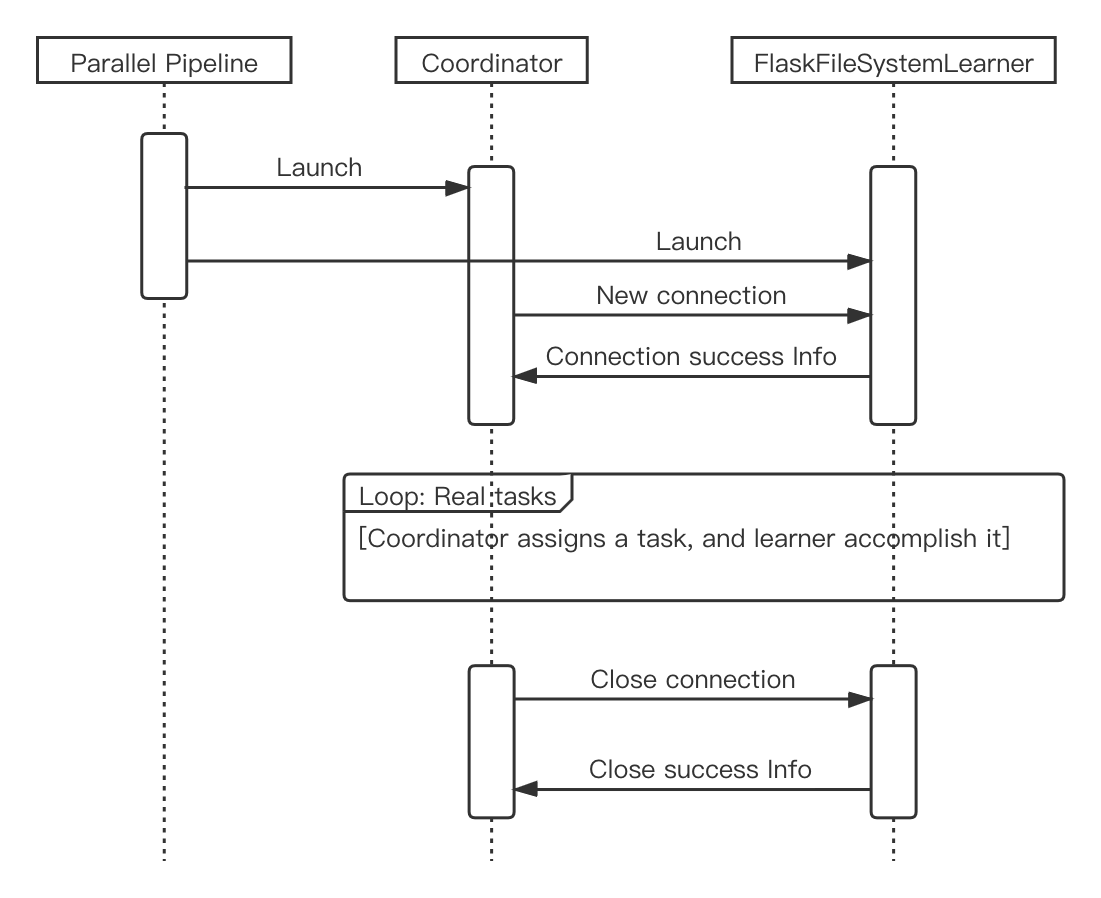 Parallel Pipeline
Coordinator
FlaskFileSystemLearner
Launch
Launch
New connection
Connection success Info
Loop: Real tasks
[Coordinator assigns a task, and learner accomplish it]
Close connection
Close success Info